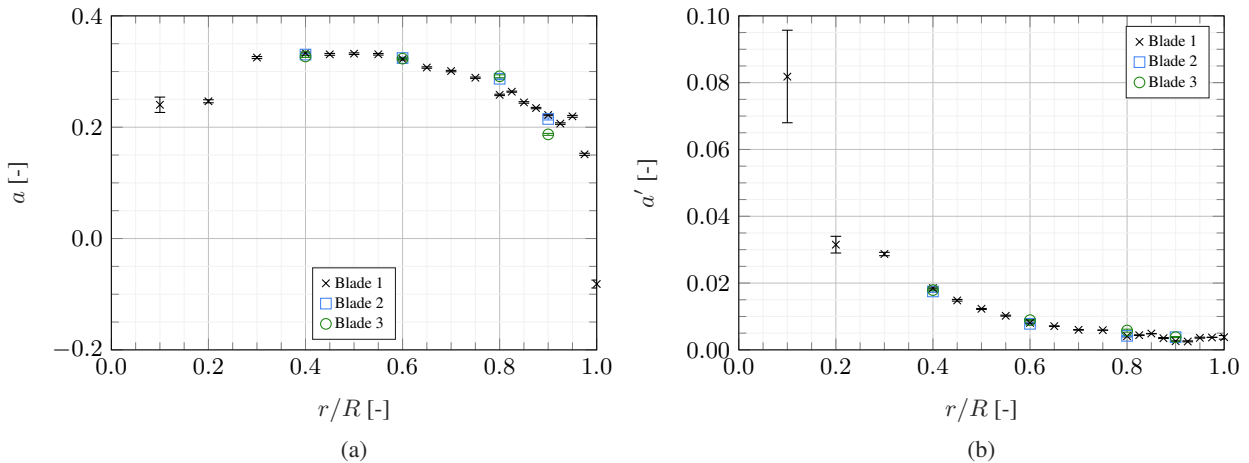 0.4
0.2
0.0
−0.2
a [-]
0.0 0.2 0.4 0.6 0.8 1.0
r/R [-]
Blade 1
Blade 2
Blade 3
(a)
0.10
0.08
0.06
0.04
0.02
0.00
a′ [-]
0.0 0.2 0.4 0.6 0.8 1.0
r/R [-]
Blade 1
Blade 2
Blade 3
(b)